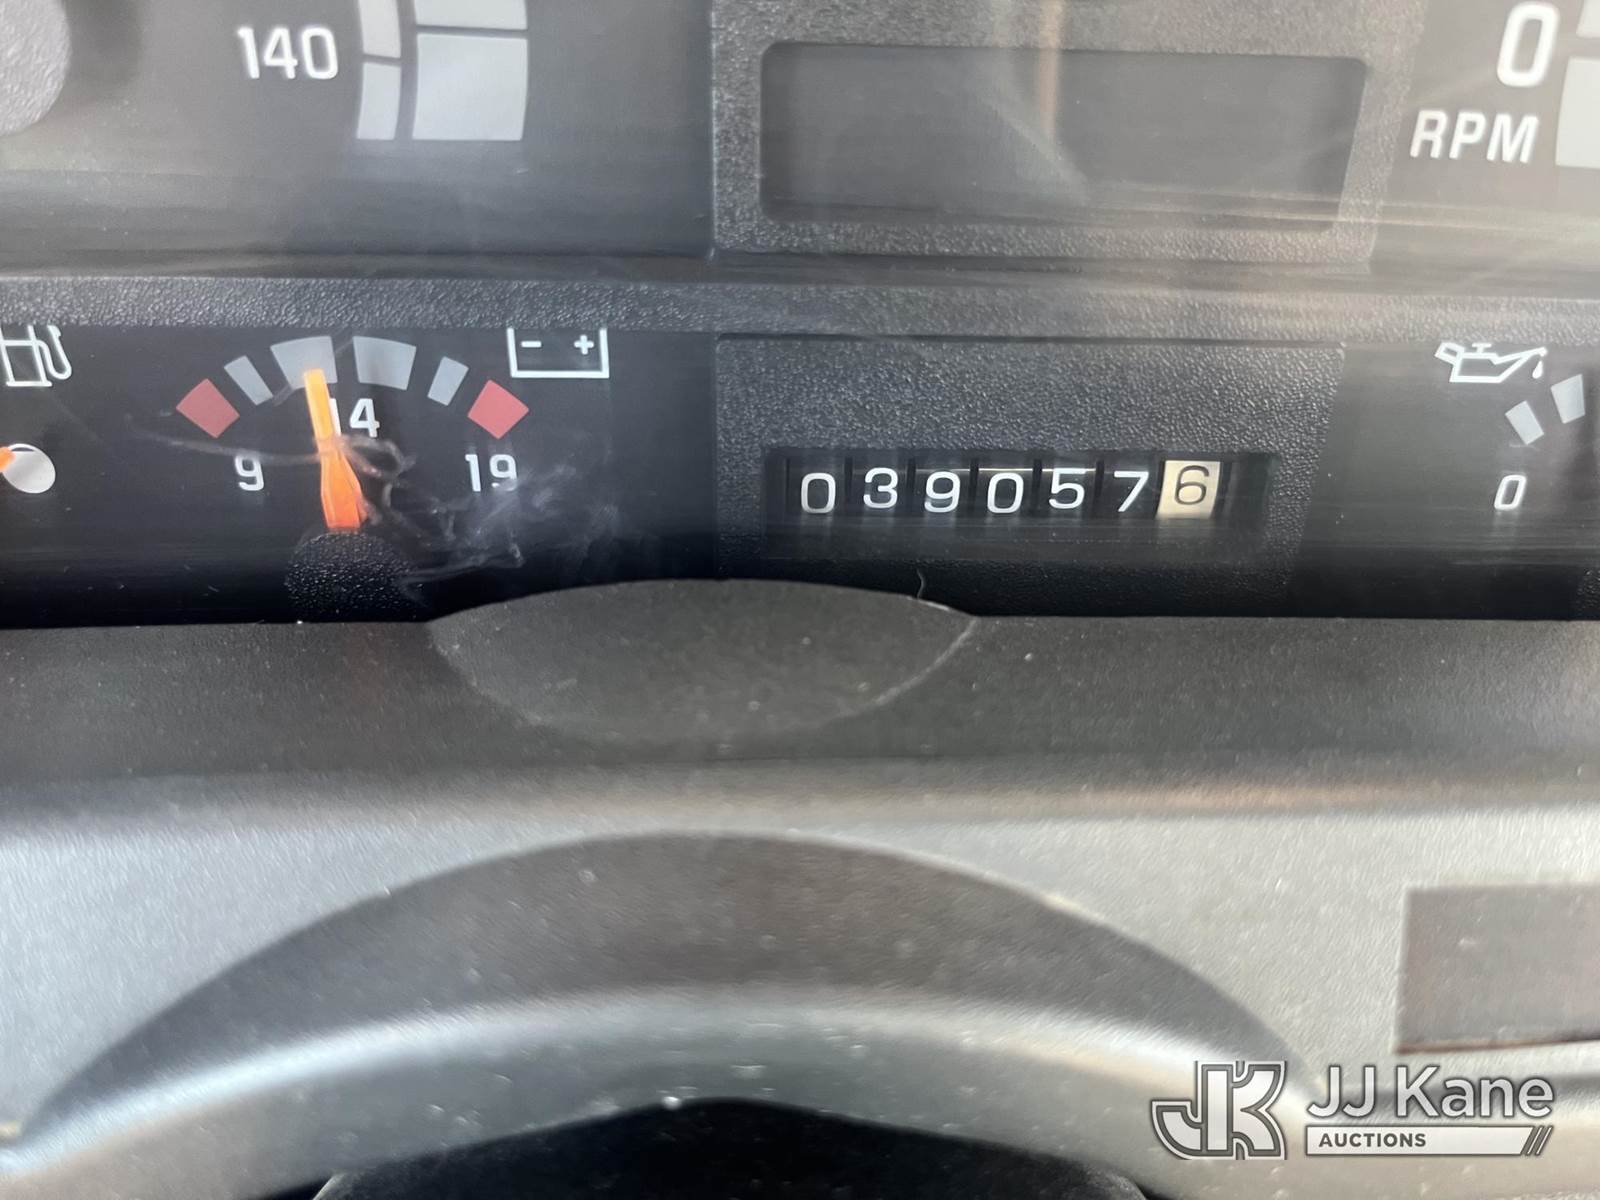 140
0
RPM
- +
14
9
19
0390576
0
JJ Kane
AUCTIONS